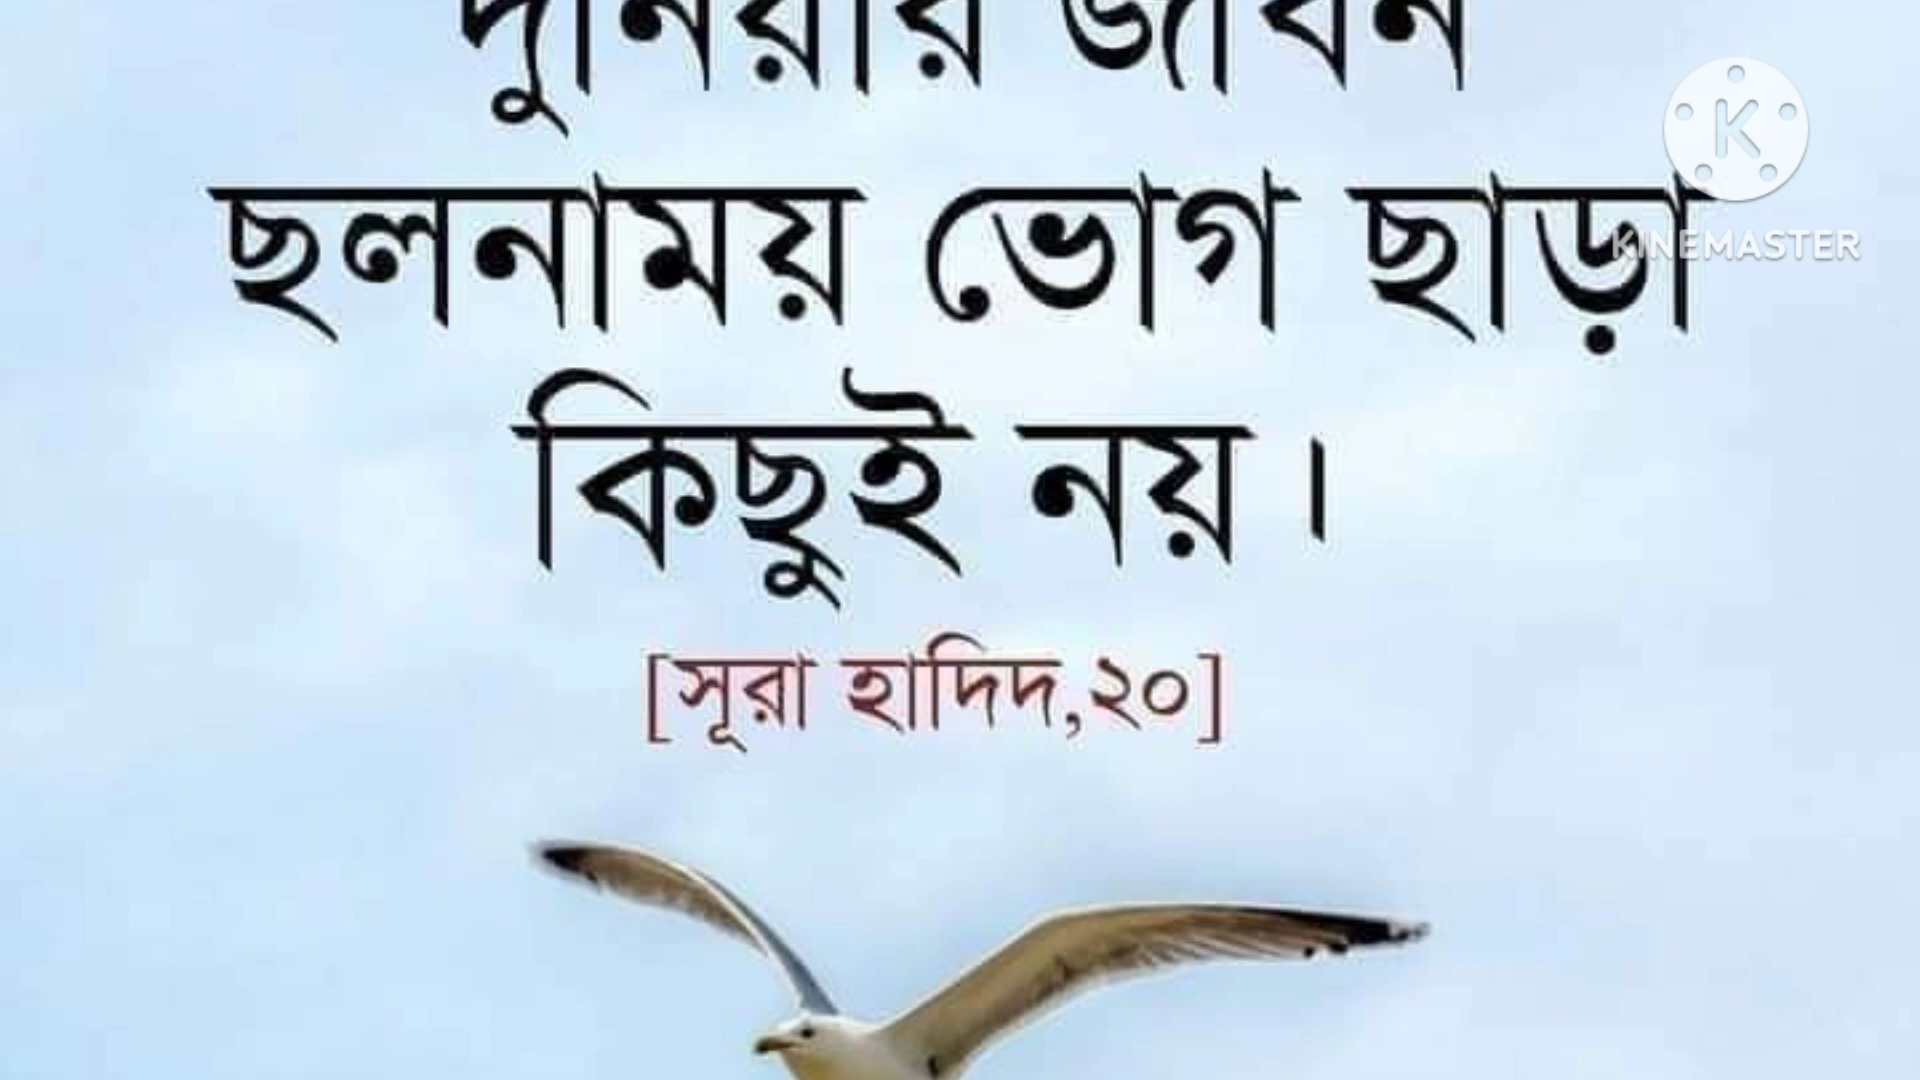 দুনিয়ার জীবন
ছলনাময় ভোগ ছাড়া
কিছুই নয়।
[সূরা হাদিদ,২০]
K
KINEMASTER